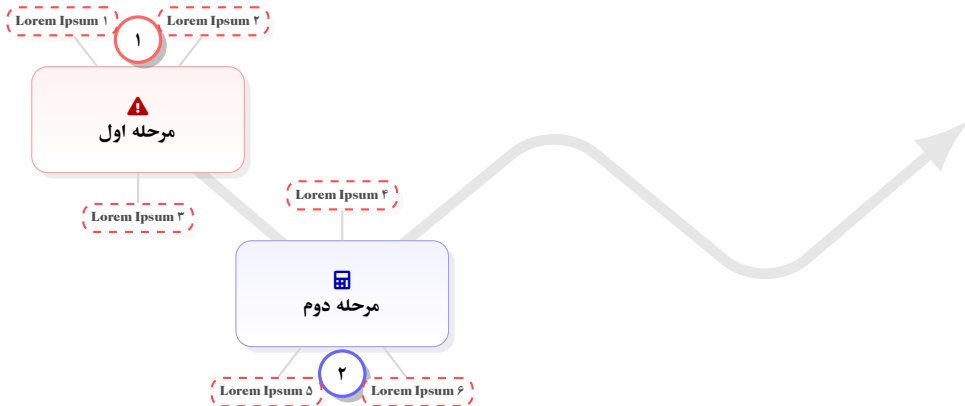 Lorem Ipsum ۱
Lorem Ipsum ۲
۱
مرحله اول
Lorem Ipsum ۳
Lorem Ipsum ۴
مرحله دوم
۲
Lorem Ipsum ۵
Lorem Ipsum ۶